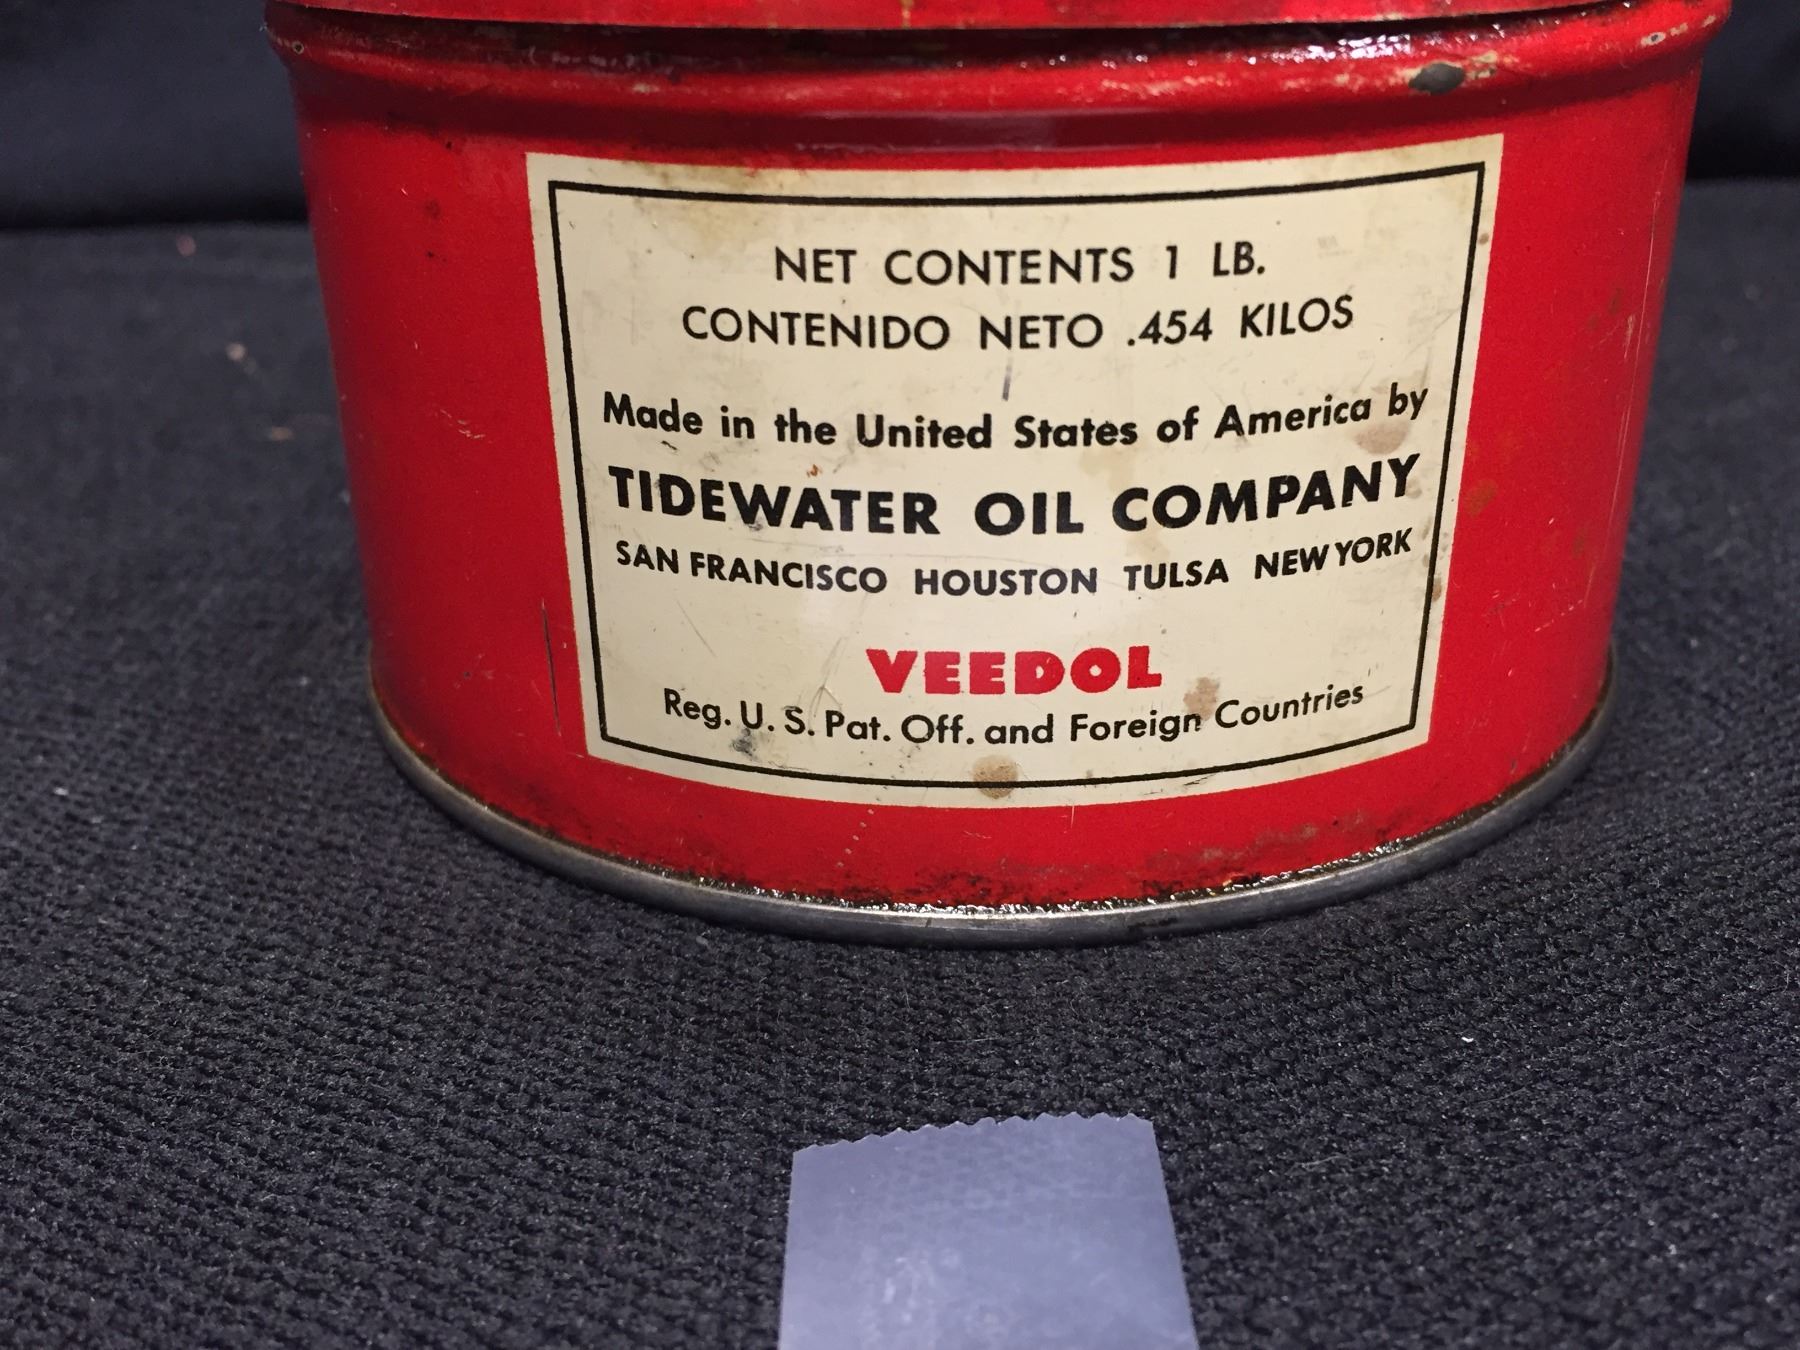 NET CONTENTS 1 LB.
CONTENIDO NETO .454 KILOS
Made in the United States of America by
TIDEWATER OIL COMPANY
SAN FRANCISCO HOUSTON TULSA NEW YORK
VEEDOL
Reg. U. S. Pat. Off. and Foreign Countries